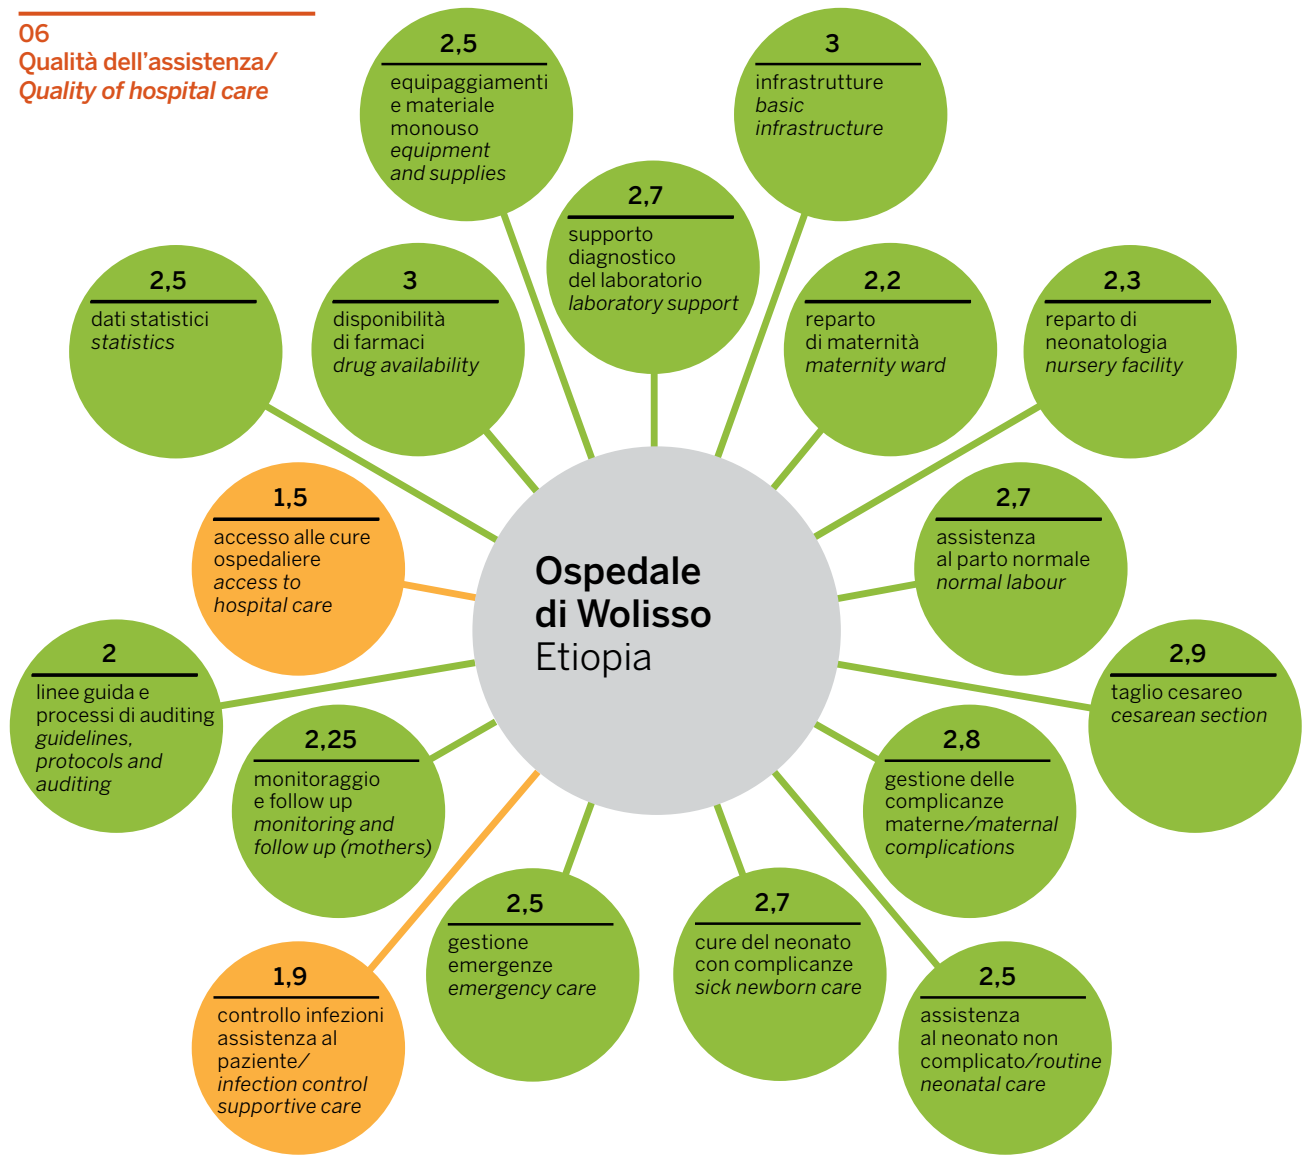 06
Qualità dell'assistenza/
Quality of hospital care
2,5
equipaggiamenti
e materiale
monouso
equipment
and supplies
3
infrastrutture
basic
infrastructure
2,7
supporto
diagnostico
del laboratorio
laboratory support
2,5
dati statistici
statistics
3
disponibilità
di farmaci
drug availability
2,2
reparto
di maternità
maternity ward
2,3
reparto di
neonatologia
nursery facility
1,5
accesso alle cure
ospedaliere
access to
hospital care
Ospedale
di Wolisso
Etiopia
2,7
assistenza
al parto normale
normal labour
2
linee guida e
processi di auditing
guidelines,
protocols and
auditing
2,9
taglio cesareo
cesarean section
2,25
monitoraggio
e follow up
monitoring and
follow up (mothers)
2,8
gestione delle
complicanze
materne/maternal
complications
1,9
controllo infezioni
assistenza al
paziente/
infection control
supportive care
2,5
gestione
emergenze
emergency care
2,7
cure del neonato
con complicanze
sick newborn care
2,5
assistenza
al neonato non
complicato/routine
neonatal care